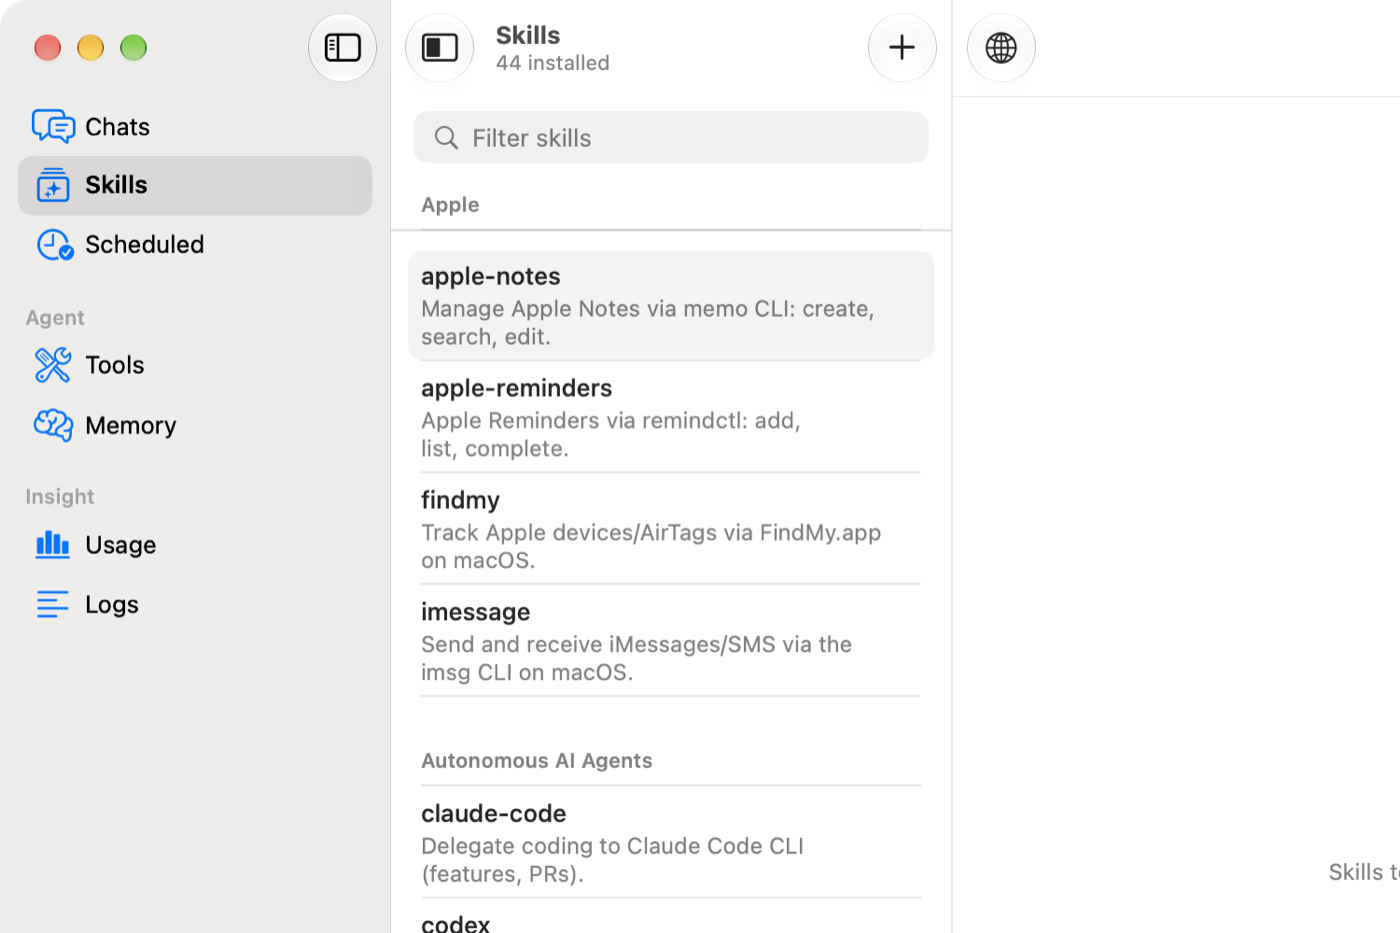 Chats
Skills
Scheduled
Agent
Tools
Memory
Insight
Usage
Logs
Skills
44 installed
Filter skills
Apple
apple-notes
Manage Apple Notes via memo CLI: create,
search, edit.
apple-reminders
Apple Reminders via remindctl: add,
list, complete.
findmy
Track Apple devices/AirTags via FindMy.app
on macOS.
imessage
Send and receive iMessages/SMS via the
imsg CLI on macOS.
Autonomous AI Agents
claude-code
Delegate coding to Claude Code CLI
(features, PRs).
codex
Skills